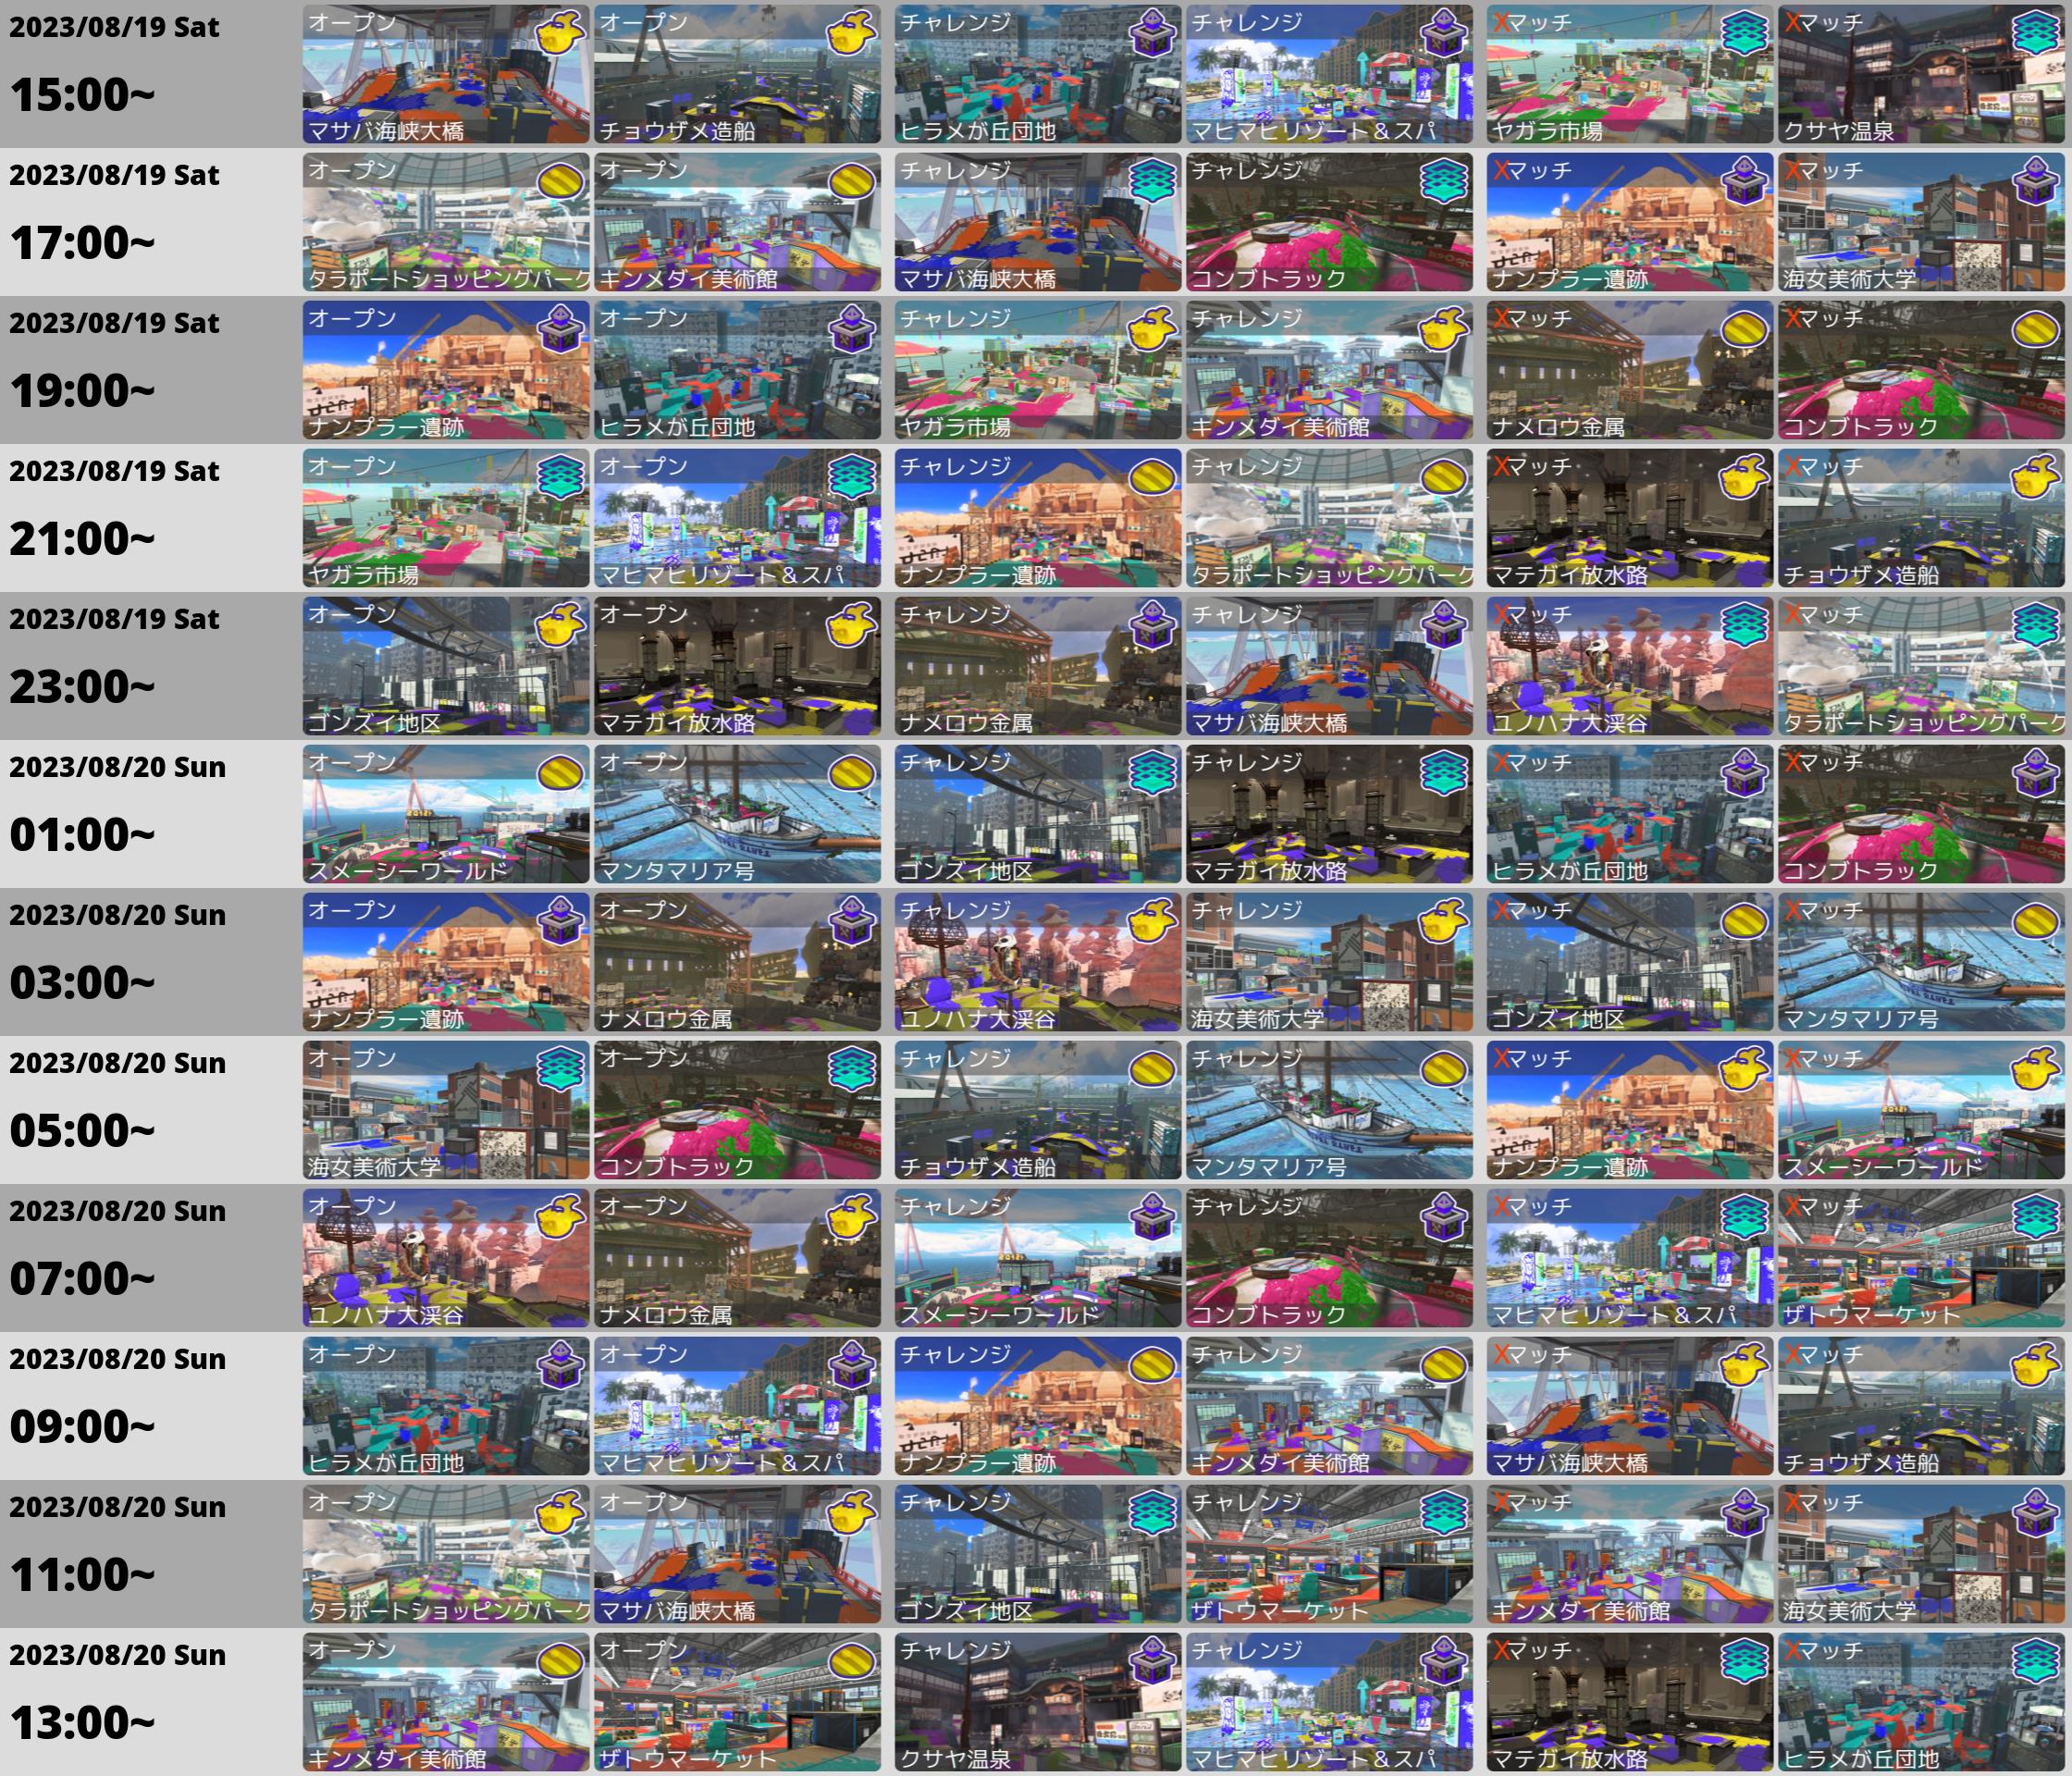 2023/08/19 Sat
15:00~
オープン オープン チャレンジ チャレンジ Xマッチ Xマッチ
マサバ海峡大橋 チョウザメ造船 ヒラメが丘団地 マヒマヒリゾート＆スパ ヤガラ市場 クサヤ温泉
2023/08/19 Sat
17:00~
オープン オープン チャレンジ チャレンジ Xマッチ Xマッチ
タラポートショッピングパーク キンメダイ美術館 マサバ海峡大橋 コンブトラック ナンプラー遺跡 海女美術大学
2023/08/19 Sat
19:00~
オープン オープン チャレンジ チャレンジ Xマッチ Xマッチ
ナンプラー遺跡 ヒラメが丘団地 ヤガラ市場 キンメダイ美術館 ナメロウ金属 コンブトラック
2023/08/19 Sat
21:00~
オープン オープン チャレンジ チャレンジ Xマッチ Xマッチ
ヤガラ市場 マヒマヒリゾート＆スパ ナンプラー遺跡 タラポートショッピングパーク マテガイ放水路 チョウザメ造船
2023/08/19 Sat
23:00~
オープン オープン チャレンジ チャレンジ Xマッチ Xマッチ
ゴンズイ地区 マテガイ放水路 ナメロウ金属 マサバ海峡大橋 ユノハナ大渓谷 タラポートショッピングパーク
2023/08/20 Sun
01:00~
オープン オープン チャレンジ チャレンジ Xマッチ Xマッチ
スメーシーワールド マンタマリア号 ゴンズイ地区 マテガイ放水路 ヒラメが丘団地 コンブトラック
2023/08/20 Sun
03:00~
オープン オープン チャレンジ チャレンジ Xマッチ Xマッチ
ナンプラー遺跡 ナメロウ金属 ユノハナ大渓谷 海女美術大学 ゴンズイ地区 マンタマリア号
2023/08/20 Sun
05:00~
オープン オープン チャレンジ チャレンジ Xマッチ Xマッチ
海女美術大学 コンブトラック チョウザメ造船 マンタマリア号 ナンプラー遺跡 スメーシーワールド
2023/08/20 Sun
07:00~
オープン オープン チャレンジ チャレンジ Xマッチ Xマッチ
ユノハナ大渓谷 ナメロウ金属 スメーシーワールド コンブトラック マヒマヒリゾート＆スパ ザトウマーケット
2023/08/20 Sun
09:00~
オープン オープン チャレンジ チャレンジ Xマッチ Xマッチ
ヒラメが丘団地 マヒマヒリゾート＆スパ ナンプラー遺跡 キンメダイ美術館 マサバ海峡大橋 チョウザメ造船
2023/08/20 Sun
11:00~
オープン オープン チャレンジ チャレンジ Xマッチ Xマッチ
タラポートショッピングパーク マサバ海峡大橋 ゴンズイ地区 ザトウマーケット キンメダイ美術館 海女美術大学
2023/08/20 Sun
13:00~
オープン オープン チャレンジ チャレンジ Xマッチ Xマッチ
キンメダイ美術館 ザトウマーケット クサヤ温泉 マヒマヒリゾート＆スパ マテガイ放水路 ヒラメが丘団地